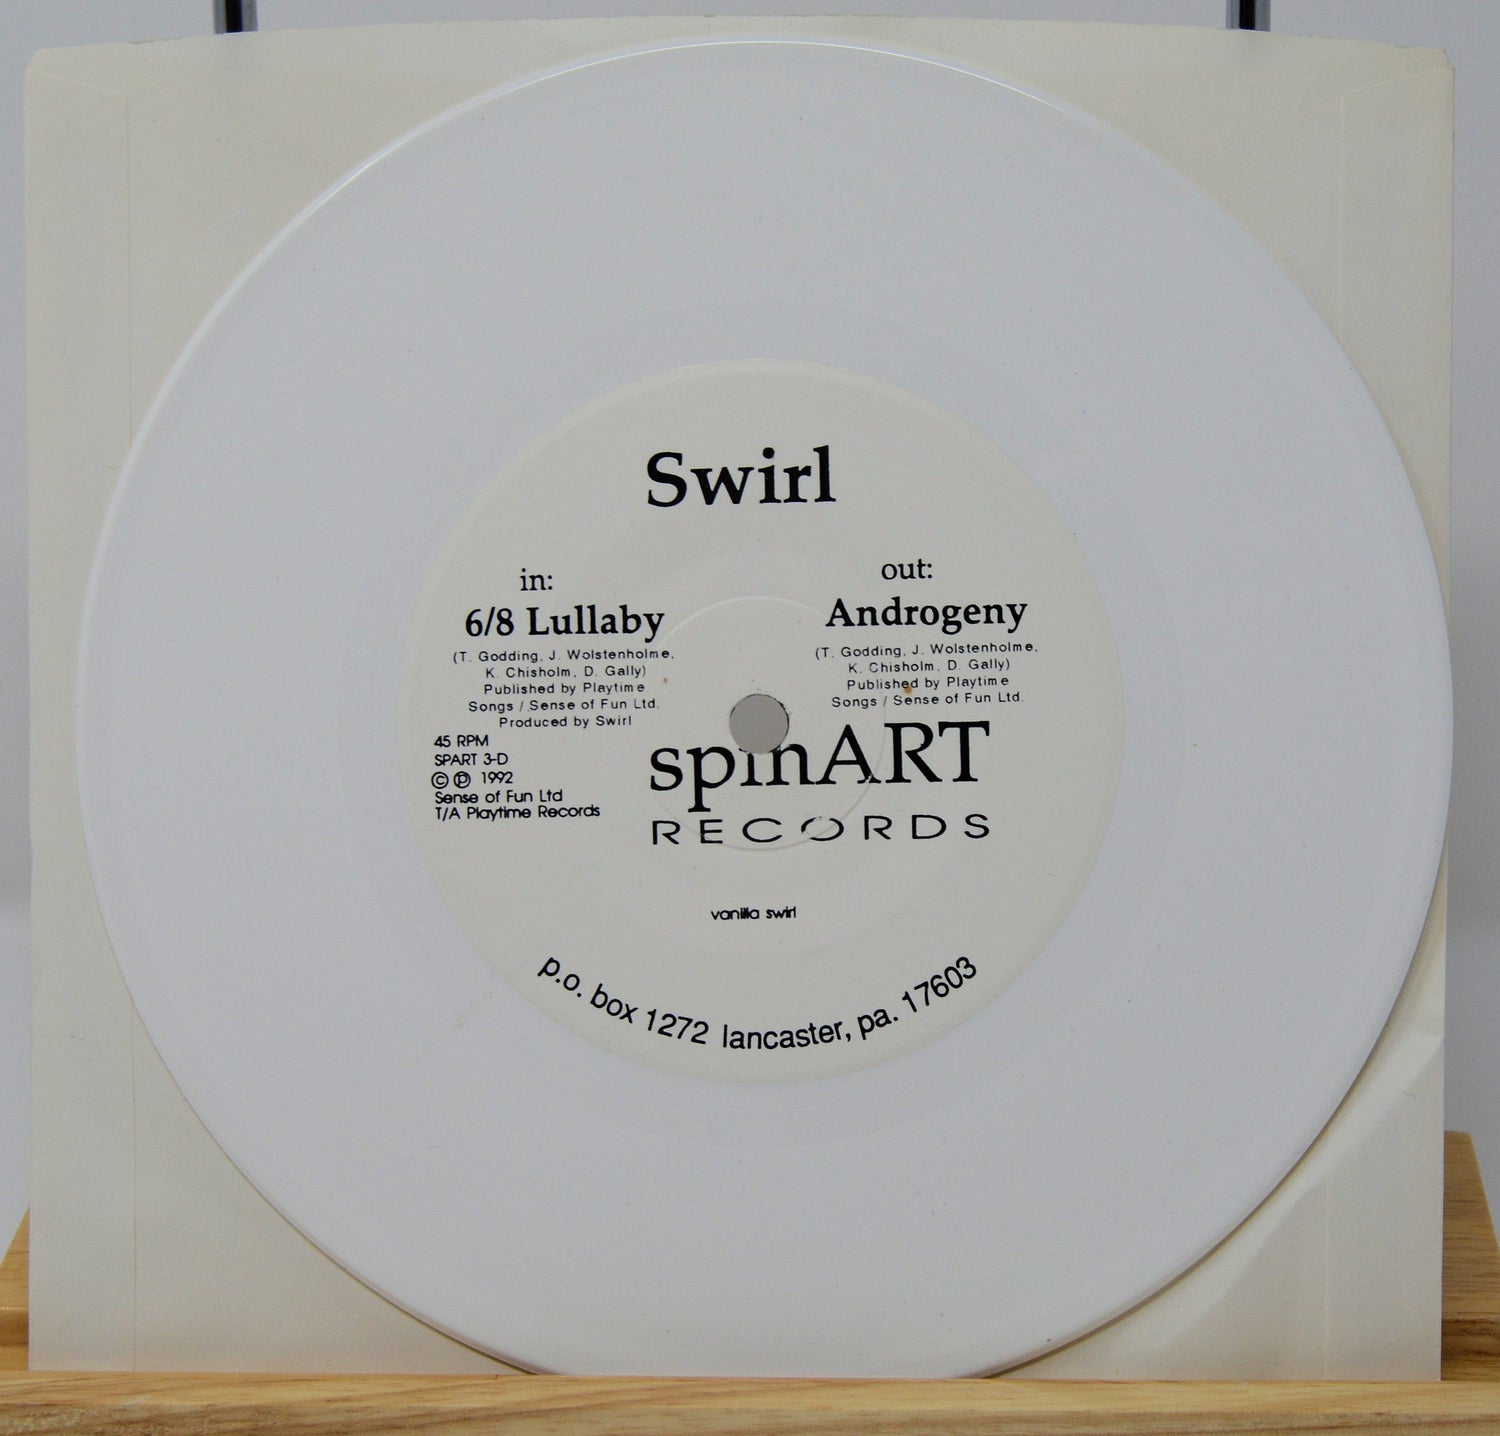 Swirl
in:
6/8 Lullaby
(T. Godding, J. Wolstenholme,
K. Chisholm, D. Gally)
Published by Playtime
Songs / Sense of Fun Ltd.
Produced by Swirl
out:
Androgeny
(T. Godding, J. Wolstenholme,
K. Chisholm, D. Gally)
Published by Playtime
Songs / Sense of Fun Ltd.
45 RPM
SPART 3-D
© ℗ 1992
Sense of Fun Ltd
T/A Playtime Records
spinART
RECORDS
vanilla swirl
p.o. box 1272 lancaster, pa. 17603